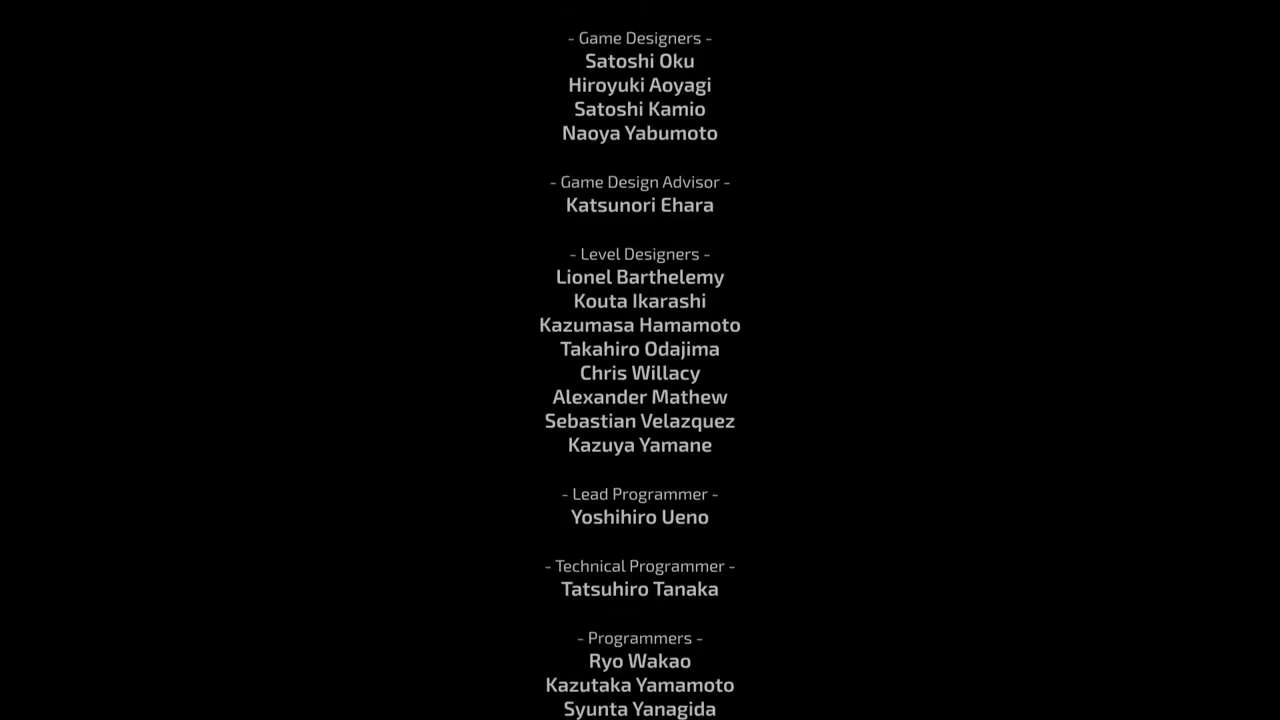 - Game Designers -
Satoshi Oku
Hiroyuki Aoyagi
Satoshi Kamio
Naoya Yabumoto
- Game Design Advisor -
Katsunori Ehara
- Level Designers -
Lionel Barthelemy
Kouta Ikarashi
Kazumasa Hamamoto
Takahiro Odajima
Chris Willacy
Alexander Mathew
Sebastian Velazquez
Kazuya Yamane
- Lead Programmer -
Yoshihiro Ueno
- Technical Programmer -
Tatsuhiro Tanaka
- Programmers -
Ryo Wakao
Kazutaka Yamamoto
Syunta Yanagida